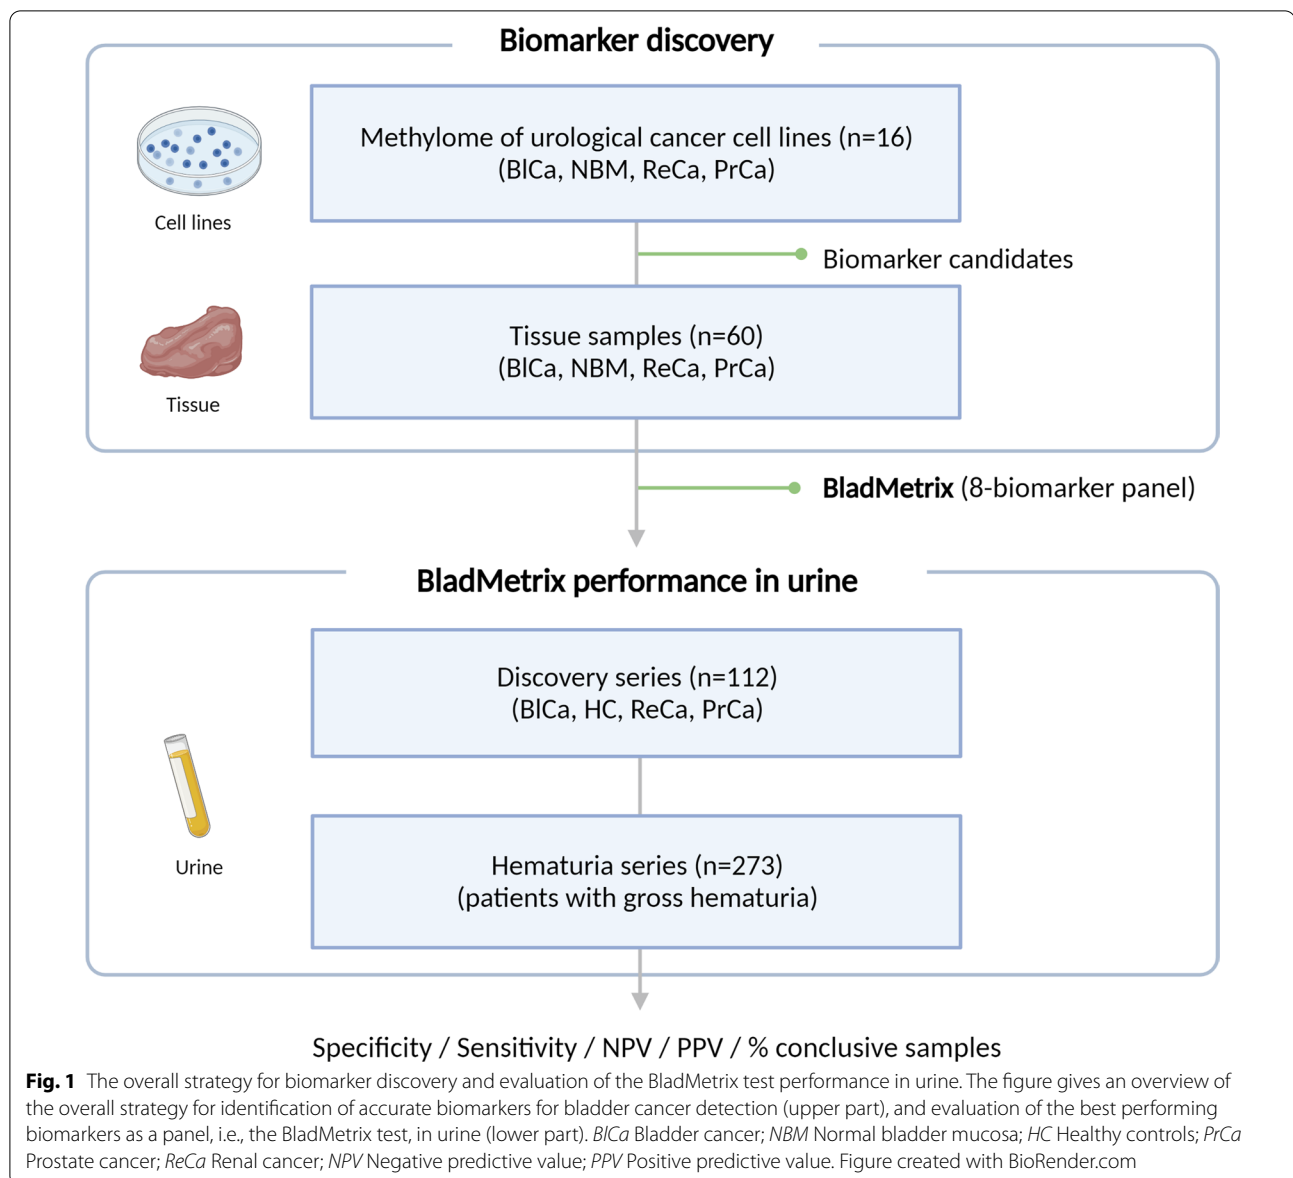 Biomarker discovery
Methylome of urological cancer cell lines (n=16)
(BlCa, NBM, ReCa, PrCa)
Cell lines
Biomarker candidates
Tissue samples (n=60)
(BlCa, NBM, ReCa, PrCa)
Tissue
BladMetrix (8-biomarker panel)
BladMetrix performance in urine
Discovery series (n=112)
(BlCa, HC, ReCa, PrCa)
Urine
Hematuria series (n=273)
(patients with gross hematuria)
Specificity / Sensitivity / NPV / PPV / % conclusive samples
Fig. 1 The overall strategy for biomarker discovery and evaluation of the BladMetrix test performance in urine. The figure gives an overview of
the overall strategy for identification of accurate biomarkers for bladder cancer detection (upper part), and evaluation of the best performing
biomarkers as a panel, i.e., the BladMetrix test, in urine (lower part). BlCa Bladder cancer; NBM Normal bladder mucosa; HC Healthy controls; PrCa
Prostate cancer; ReCa Renal cancer; NPV Negative predictive value; PPV Positive predictive value. Figure created with BioRender.com